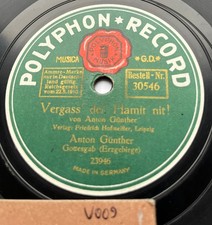 POLYPHON • RECORD
MUSICA G.D.
Bestell-Nr.
30546
Vergass dei Hamit nit!
von Anton Günther
Verlag: Friedrich Hofmeister, Leipzig
Anton Günther
Gottesgab (Erzgebirge)
23946
MADE IN GERMANY
V009